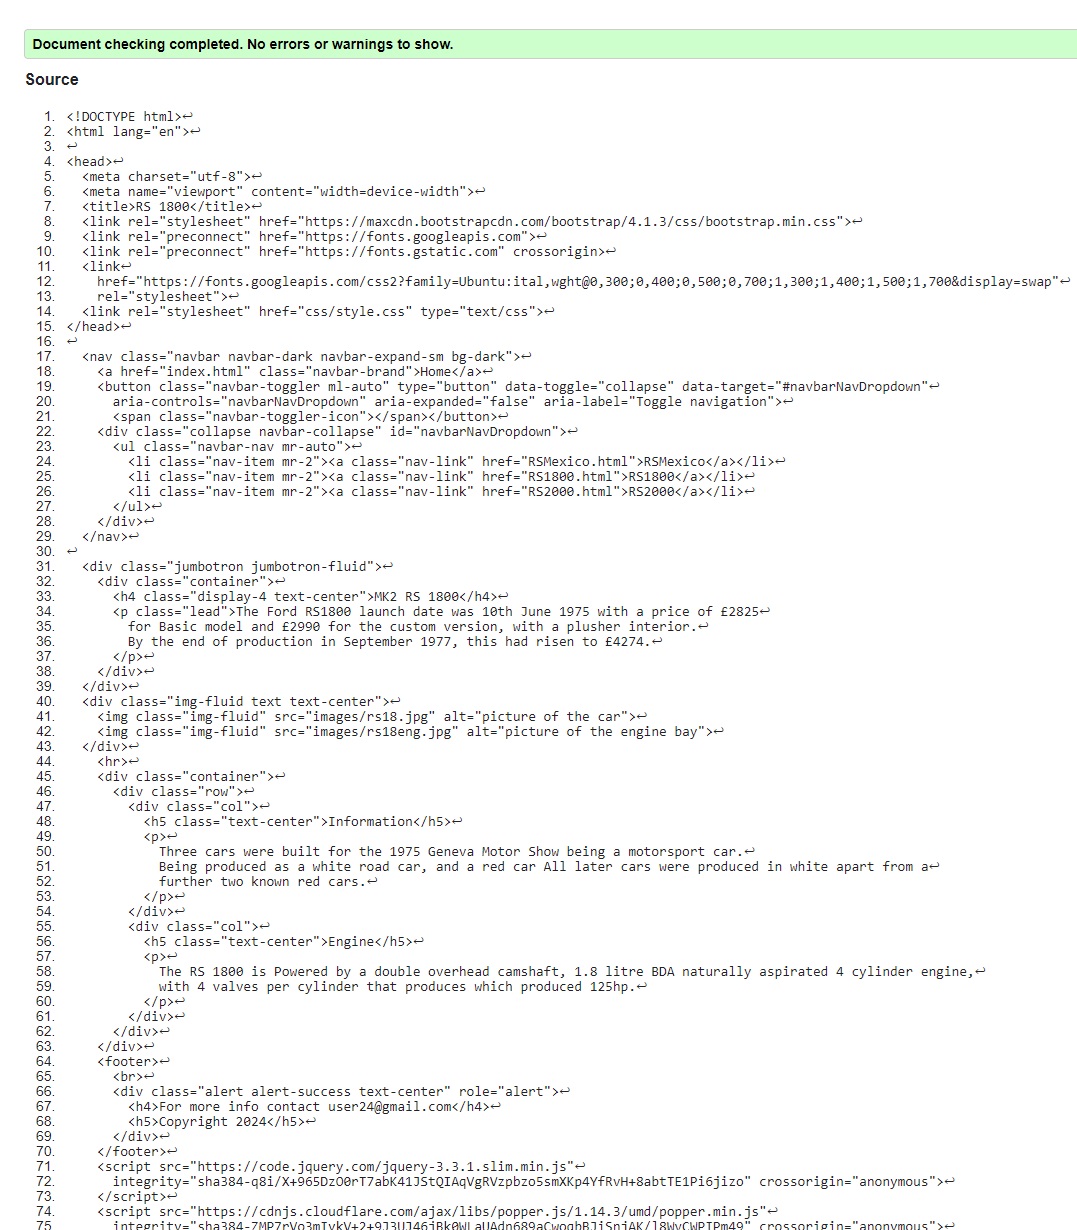 Document checking completed. No errors or warnings to show.
Source
1. <!DOCTYPE html>↩
2. <html lang="en">↩
3. ↩
4. <head>↩
5. <meta charset="utf-8">↩
6. <meta name="viewport" content="width=device-width">↩
7. <title>RS 1800</title>↩
8. <link rel="stylesheet" href="https://maxcdn.bootstrapcdn.com/bootstrap/4.1.3/css/bootstrap.min.css">↩
9. <link rel="preconnect" href="https://fonts.googleapis.com">↩
10. <link rel="preconnect" href="https://fonts.gstatic.com" crossorigin>↩
11. <link↩
12. href="https://fonts.googleapis.com/css2?family=Ubuntu:ital,wght@0,300;0,400;0,500;0,700;1,300;1,400;1,500;1,700&display=swap"↩
13. rel="stylesheet">↩
14. <link rel="stylesheet" href="css/style.css" type="text/css">↩
15. </head>↩
16. ↩
17. <nav class="navbar navbar-dark navbar-expand-sm bg-dark">↩
18. <a href="index.html" class="navbar-brand">Home</a>↩
19. <button class="navbar-toggler ml-auto" type="button" data-toggle="collapse" data-target="#navbarNavDropdown"↩
20. aria-controls="navbarNavDropdown" aria-expanded="false" aria-label="Toggle navigation">↩
21. <span class="navbar-toggler-icon"></span></button>↩
22. <div class="collapse navbar-collapse" id="navbarNavDropdown">↩
23. <ul class="navbar-nav mr-auto">↩
24. <li class="nav-item mr-2"><a class="nav-link" href="RSMexico.html">RSMexico</a></li>↩
25. <li class="nav-item mr-2"><a class="nav-link" href="RS1800.html">RS1800</a></li>↩
26. <li class="nav-item mr-2"><a class="nav-link" href="RS2000.html">RS2000</a></li>↩
27. </ul>↩
28. </div>↩
29. </nav>↩
30. ↩
31. <div class="jumbotron jumbotron-fluid">↩
32. <div class="container">↩
33. <h4 class="display-4 text-center">MK2 RS 1800</h4>↩
34. <p class="lead">The Ford RS1800 launch date was 10th June 1975 with a price of £2825↩
35. for Basic model and £2990 for the custom version, with a plusher interior.↩
36. By the end of production in September 1977, this had risen to £4274.↩
37. </p>↩
38. </div>↩
39. </div>↩
40. <div class="img-fluid text text-center">↩
41. <img class="img-fluid" src="images/rs18.jpg" alt="picture of the car">↩
42. <img class="img-fluid" src="images/rs18eng.jpg" alt="picture of the engine bay">↩
43. </div>↩
44. <hr>↩
45. <div class="container">↩
46. <div class="row">↩
47. <div class="col">↩
48. <h5 class="text-center">Information</h5>↩
49. <p>↩
50. Three cars were built for the 1975 Geneva Motor Show being a motorsport car.↩
51. Being produced as a white road car, and a red car All later cars were produced in white apart from a↩
52. further two known red cars.↩
53. </p>↩
54. </div>↩
55. <div class="col">↩
56. <h5 class="text-center">Engine</h5>↩
57. <p>↩
58. The RS 1800 is Powered by a double overhead camshaft, 1.8 litre BDA naturally aspirated 4 cylinder engine,↩
59. with 4 valves per cylinder that produces which produced 125hp.↩
60. </p>↩
61. </div>↩
62. </div>↩
63. </div>↩
64. <footer>↩
65. <br>↩
66. <div class="alert alert-success text-center" role="alert">↩
67. <h4>For more info contact user24@gmail.com</h4>↩
68. <h5>Copyright 2024</h5>↩
69. </div>↩
70. </footer>↩
71. <script src="https://code.jquery.com/jquery-3.3.1.slim.min.js"↩
72. integrity="sha384-q8i/X+965DzO0rT7abK41JStQIAqVgRVzpbzo5smXKp4YfRvH+8abtTE1Pi6jizo" crossorigin="anonymous">↩
73. </script>↩
74. <script src="https://cdnjs.cloudflare.com/ajax/libs/popper.js/1.14.3/umd/popper.min.js"↩
75. integrity="sha384-ZMP7rVo3mIykV+2+9J3UJ46jBk0WLaUAdn689aCwoqbBJiSnjAK/l8WvCWPIPm49" crossorigin="anonymous">↩